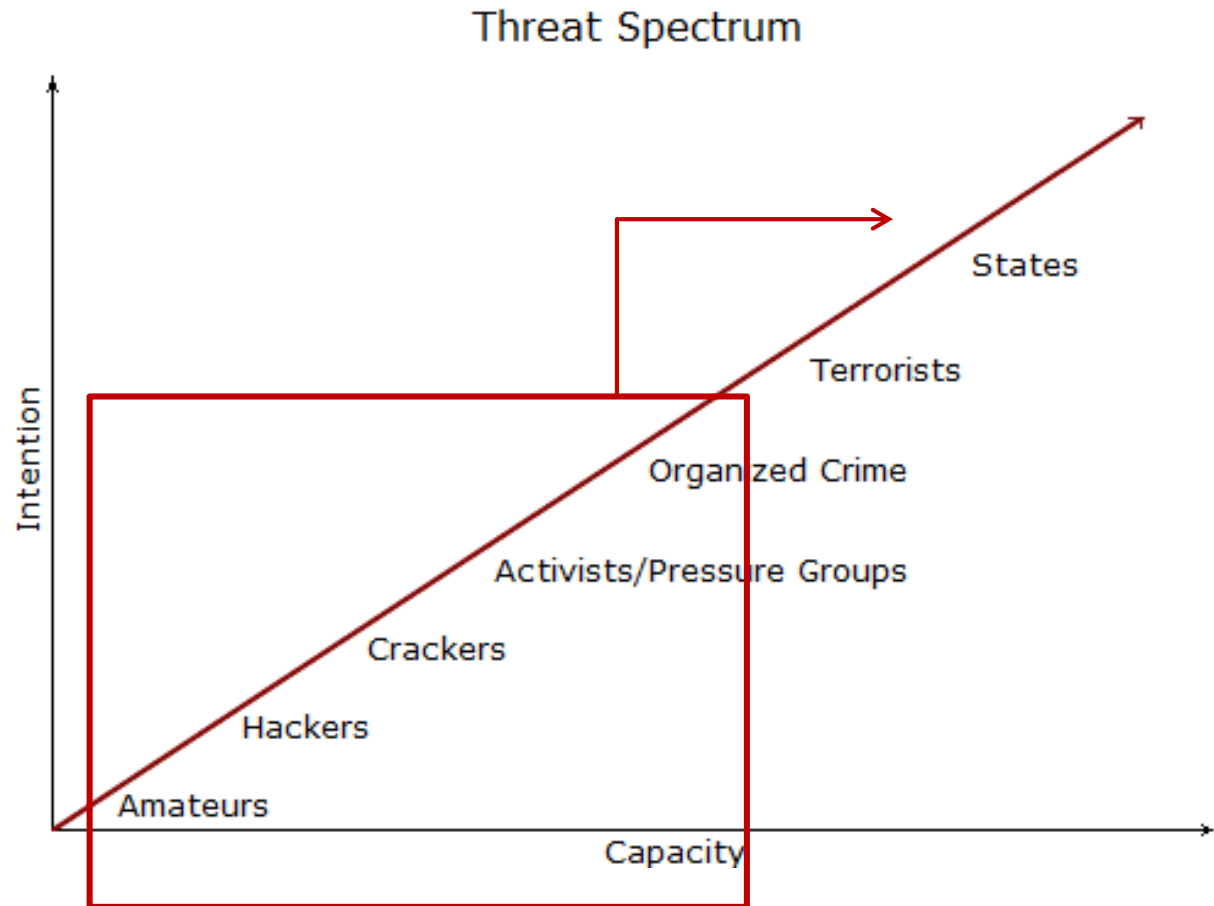 Threat Spectrum
States
Terrorists
Intention
Organized Crime
Activists/Pressure Groups
Crackers
Hackers
Amateurs
Capacity